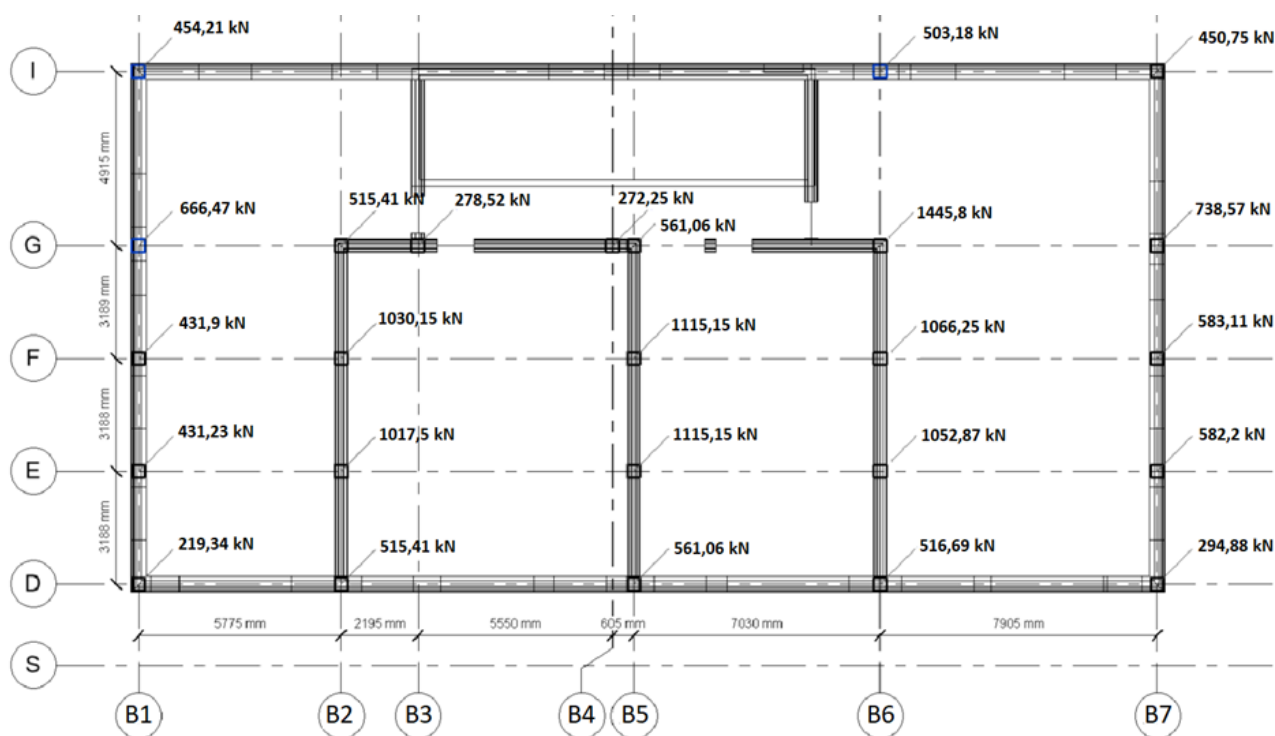 454,21 kN
503,18 kN
450,75 kN
I
4915 mm
666,47 kN
515,41 kN
278,52 kN
272,25 kN
561,06 kN
1445,8 kN
738,57 kN
G
3189 mm
431,9 kN
1030,15 kN
1115,15 kN
1066,25 kN
583,11 kN
F
3188 mm
431,23 kN
1017,5 kN
1115,15 kN
1052,87 kN
582,2 kN
E
3188 mm
219,34 kN
515,41 kN
561,06 kN
516,69 kN
294,88 kN
D
5775 mm
2195 mm
5550 mm
605 mm
7030 mm
7905 mm
S
B1
B2
B3
B4
B5
B6
B7